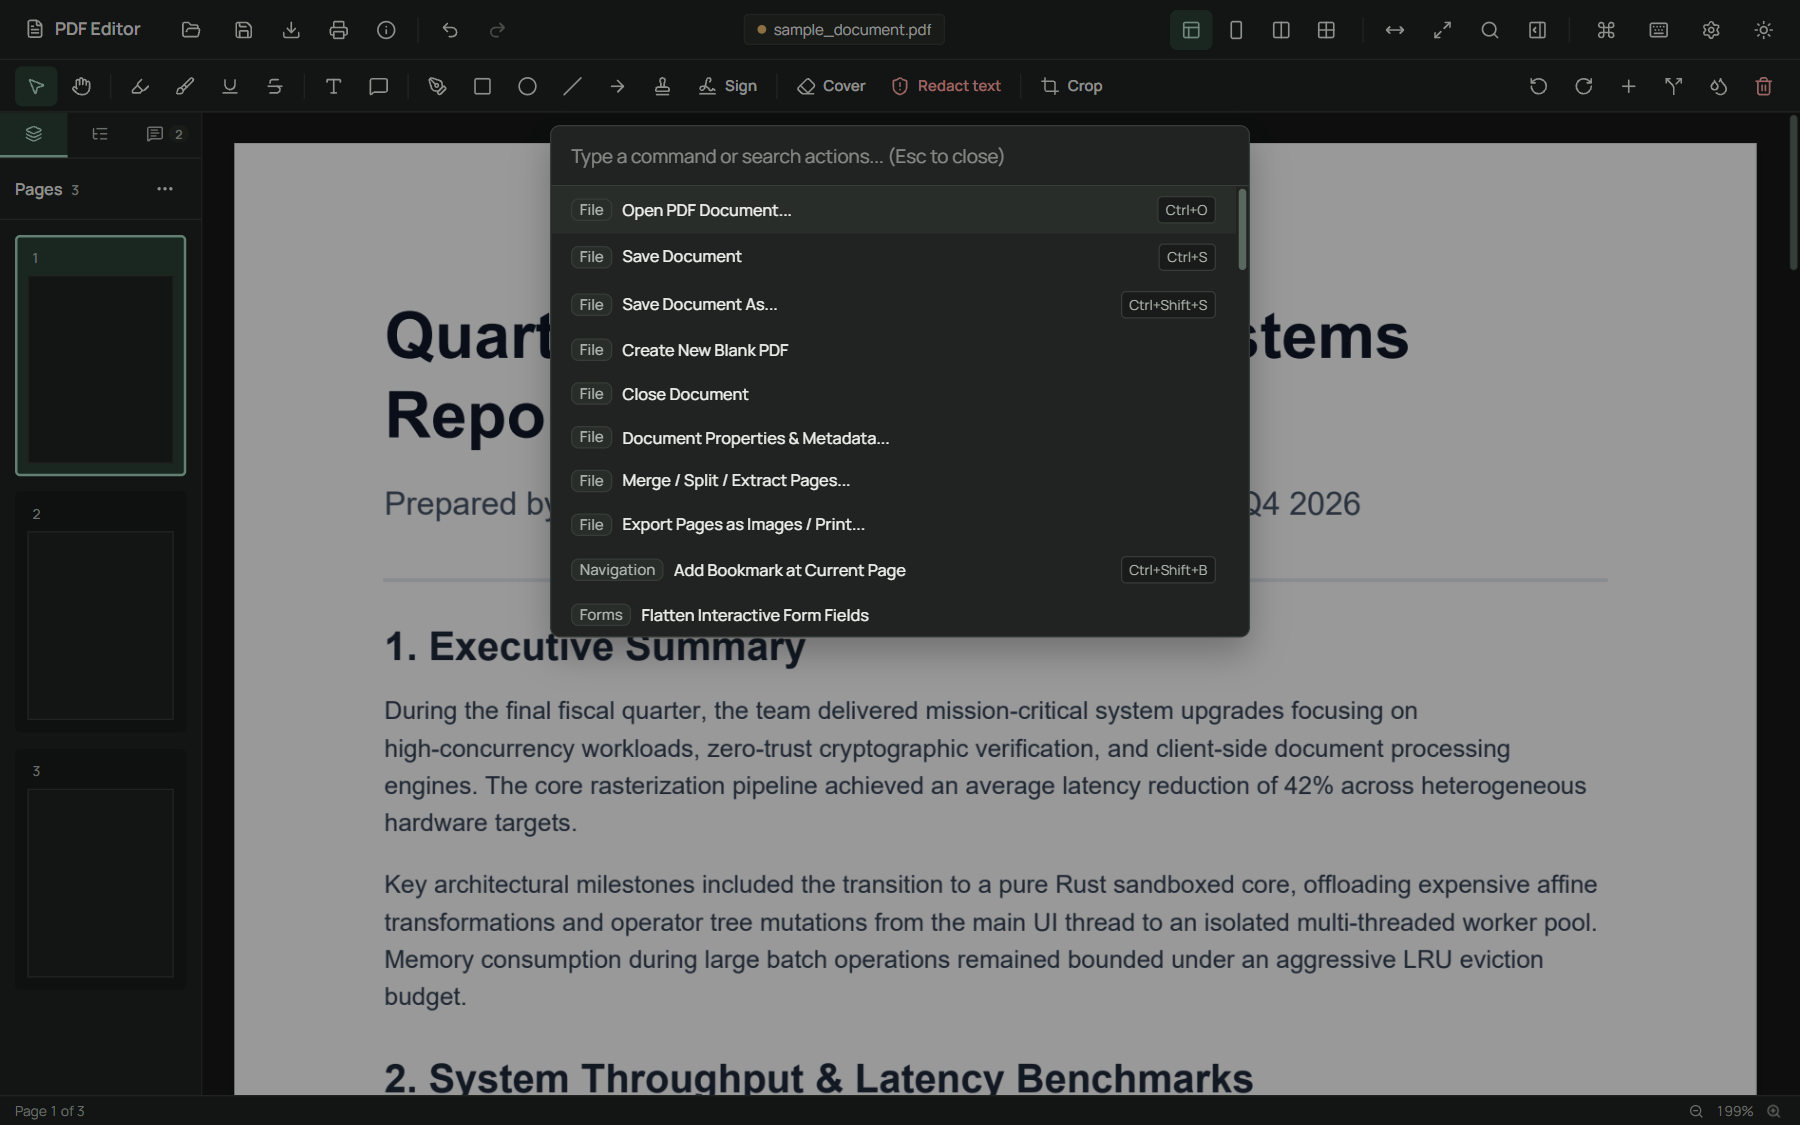 PDF Editor
sample_document.pdf
Sign
Cover
Redact text
Crop
2
Pages 3
1
2
3
Type a command or search actions... (Esc to close)
File Open PDF Document... Ctrl+O
File Save Document Ctrl+S
File Save Document As... Ctrl+Shift+S
File Create New Blank PDF
File Close Document
File Document Properties & Metadata...
File Merge / Split / Extract Pages...
File Export Pages as Images / Print...
Navigation Add Bookmark at Current Page Ctrl+Shift+B
Forms Flatten Interactive Form Fields
Quart stems
Repo
Prepared by Q4 2026
1. Executive Summary
During the final fiscal quarter, the team delivered mission-critical system upgrades focusing on
high-concurrency workloads, zero-trust cryptographic verification, and client-side document processing
engines. The core rasterization pipeline achieved an average latency reduction of 42% across heterogeneous
hardware targets.
Key architectural milestones included the transition to a pure Rust sandboxed core, offloading expensive affine
transformations and operator tree mutations from the main UI thread to an isolated multi-threaded worker pool.
Memory consumption during large batch operations remained bounded under an aggressive LRU eviction
budget.
2. System Throughput & Latency Benchmarks
Page 1 of 3
199%